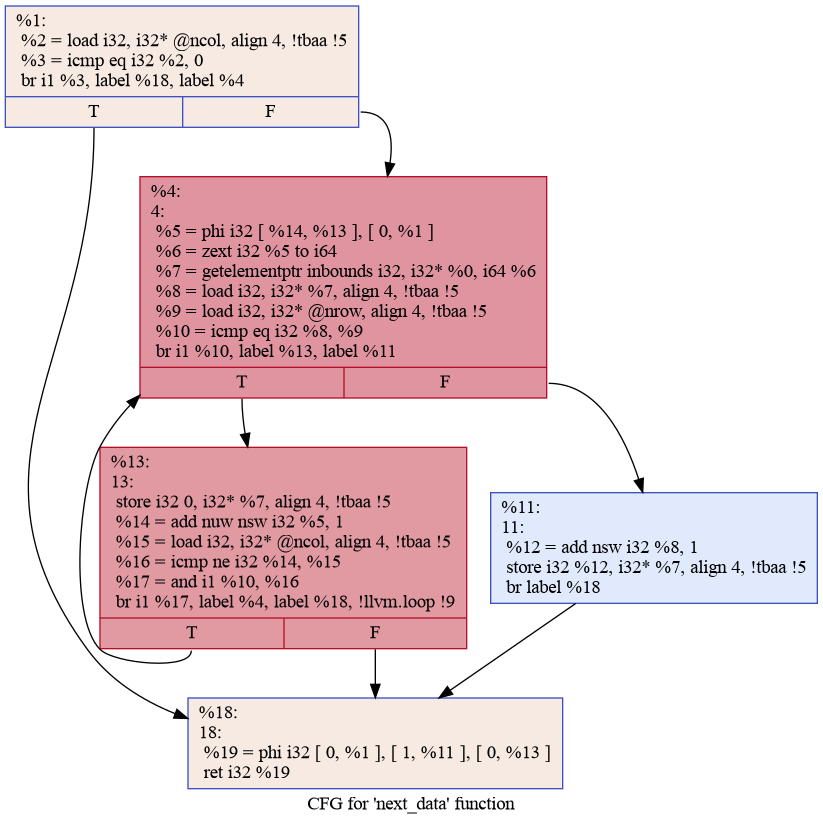 %1:
%2 = load i32, i32* @ncol, align 4, !tbaa !5
%3 = icmp eq i32 %2, 0
br i1 %3, label %18, label %4
T F
%4:
4:
%5 = phi i32 [ %14, %13 ], [ 0, %1 ]
%6 = zext i32 %5 to i64
%7 = getelementptr inbounds i32, i32* %0, i64 %6
%8 = load i32, i32* %7, align 4, !tbaa !5
%9 = load i32, i32* @nrow, align 4, !tbaa !5
%10 = icmp eq i32 %8, %9
br i1 %10, label %13, label %11
T F
%13:
13:
store i32 0, i32* %7, align 4, !tbaa !5
%14 = add nuw nsw i32 %5, 1
%15 = load i32, i32* @ncol, align 4, !tbaa !5
%16 = icmp ne i32 %14, %15
%17 = and i1 %10, %16
br i1 %17, label %4, label %18, !llvm.loop !9
T F
%11:
11:
%12 = add nsw i32 %8, 1
store i32 %12, i32* %7, align 4, !tbaa !5
br label %18
%18:
18:
%19 = phi i32 [ 0, %1 ], [ 1, %11 ], [ 0, %13 ]
ret i32 %19
CFG for 'next_data' function